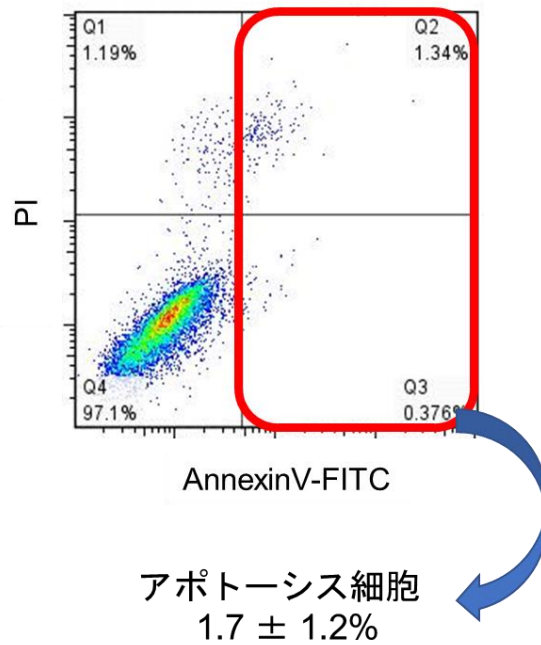 Q1
1.19%
Q2
1.34%
PI
Q4
97.1%
Q3
0.376%
AnnexinV-FITC
アポトーシス細胞
1.7 ± 1.2%